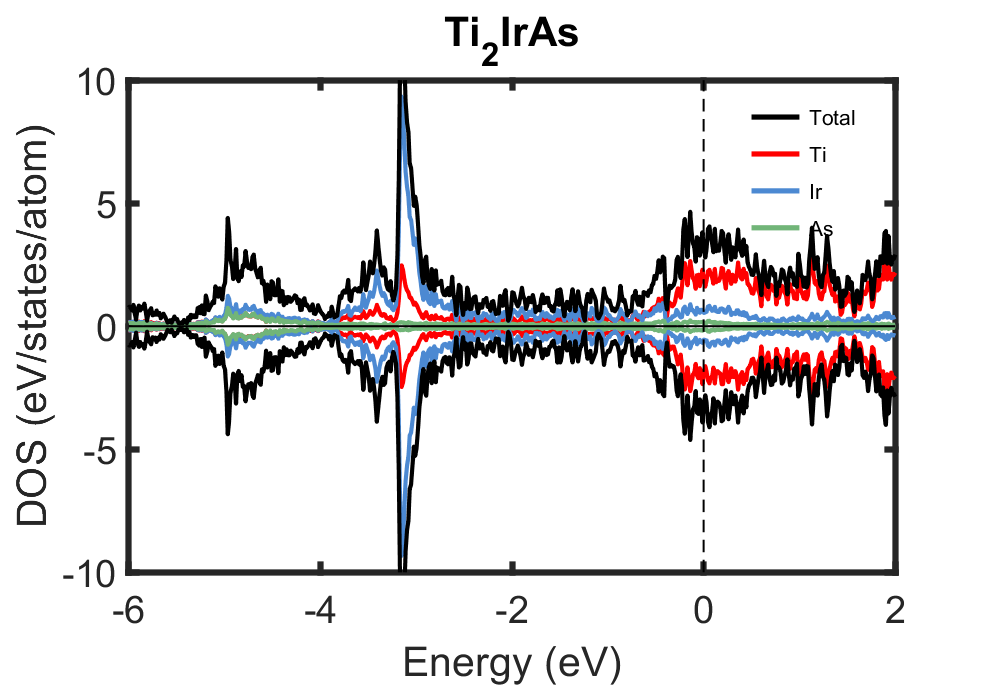 Ti2IrAs
DOS (eV/states/atom)
10
5
0
-5
-10
Total
Ti
Ir
As
-6
-4
-2
0
2
Energy (eV)